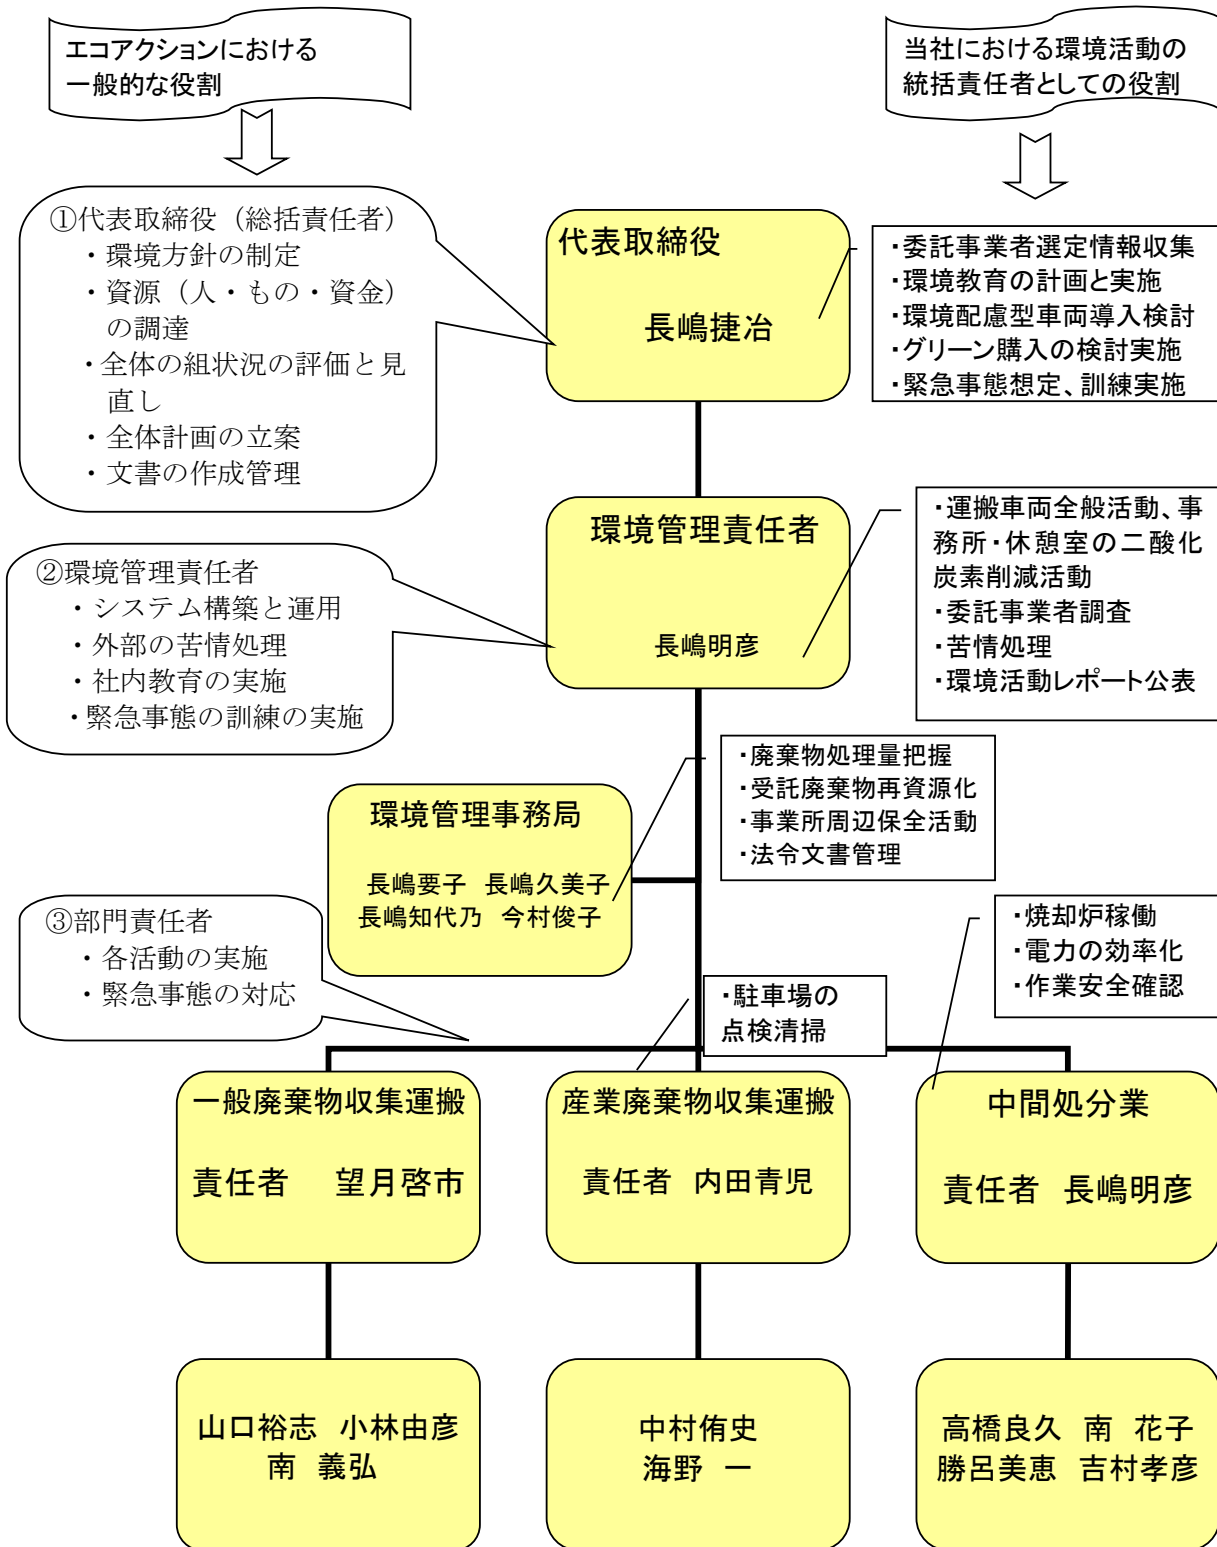 エコアクションにおける
一般的な役割
当社における環境活動の
統括責任者としての役割
①代表取締役（総括責任者）
・環境方針の制定
・資源（人・もの・資金）
の調達
・全体の組状況の評価と見
直し
・全体計画の立案
・文書の作成管理
代表取締役
長嶋捷冶
・委託事業者選定情報収集
・環境教育の計画と実施
・環境配慮型車両導入検討
・グリーン購入の検討実施
・緊急事態想定、訓練実施
②環境管理責任者
・システム構築と運用
・外部の苦情処理
・社内教育の実施
・緊急事態の訓練の実施
環境管理責任者
長嶋明彦
・運搬車両全般活動、事
務所・休憩室の二酸化
炭素削減活動
・委託事業者調査
・苦情処理
・環境活動レポート公表
環境管理事務局
長嶋要子　長嶋久美子
長嶋知代乃　今村俊子
・廃棄物処理量把握
・受託廃棄物再資源化
・事業所周辺保全活動
・法令文書管理
③部門責任者
・各活動の実施
・緊急事態の対応
・駐車場の
点検清掃
・焼却炉稼働
・電力の効率化
・作業安全確認
一般廃棄物収集運搬
責任者　望月啓市
産業廃棄物収集運搬
責任者　内田青児
中間処分業
責任者　長嶋明彦
山口裕志　小林由彦
南　義弘
中村侑史
海野　一
高橋良久　南　花子
勝呂美恵　吉村孝彦